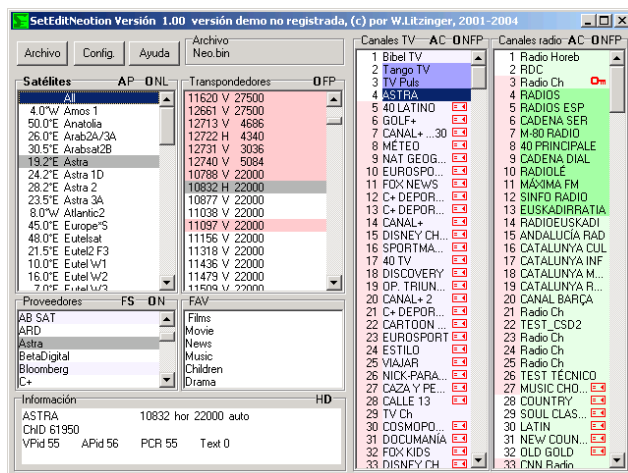 SetEditNeotion Versión 1.00 versión demo no registrada, (c) por W.Litzinger, 2001-2004
Archivo Config. Ayuda
Archivo
Neo.bin
Satélites AP ONL
All
4.0°W Amos 1
50.0°E Anatolia
26.0°E Arab2A/3A
30.5°E Arabsat2B
19.2°E Astra
24.2°E Astra 1D
28.2°E Astra 2
23.5°E Astra 3A
8.0°W Atlantic2
45.0°E Europe*S
48.0°E Eutelsat
21.5°E Eutel2 F3
10.0°E Eutel W1
16.0°E Eutel W2
7.0°E Eutel W3
Transpondedores OFP
11620 V 27500
12661 V 27500
12713 V 4686
12722 H 4340
12731 V 3036
12740 V 5084
10788 V 22000
10832 H 22000
10877 V 22000
11038 V 22000
11097 V 22000
11156 V 22000
11318 V 22000
11436 V 22000
11479 V 22000
11509 V 22000
Proveedores FS ON
AB SAT
ARD
Astra
BetaDigital
Bloomberg
C+
FAV
Films
Movie
News
Music
Children
Drama
Información HD
ASTRA 10832 hor 22000 auto
ChID 61950
VPid 55 APid 56 PCR 55 Text 0
Canales TV AC ONFP
1 Bibel TV
2 Tango TV
3 TV Puls
4 ASTRA
5 40 LATINO
6 GOLF+
7 CANAL+ ...30
8 MÉTEO
9 NAT GEOG...
10 EUROSPO...
11 FOX NEWS
12 C+ DEPOR...
13 C+ DEPOR...
14 CANAL+
15 DISNEY CH...
16 SPORTMA...
17 40 TV
18 DISCOVERY
19 OP. TRIUN...
20 CANAL+ 2
21 C+ DEPOR...
22 CARTOON ...
23 EUROSPORT
24 ESTILO
25 VIAJAR
26 NICK-PARA...
27 CAZA Y PE...
28 CALLE 13
29 TV Ch
30 COSMOPO...
31 DOCUMANÍA
32 FOX KIDS
33 DISNEY CH...
Canales radio AC ONFP
1 Radio Horeb
2 RDC
3 Radio Ch
4 RADIOS
5 RADIOS ESP
6 CADENA SER
7 M-80 RADIO
8 40 PRINCIPALE
9 CADENA DIAL
10 RADIOLÉ
11 MÁXIMA FM
12 SINFO RADIO
13 EUSKADIRRATIA
14 RADIOEUSKADI
15 ANDALUCÍA RAD
16 CATALUNYA CUL
17 CATALUNYA INF
18 CATALUNYA M...
19 CATALUNYA R...
20 CANAL BARÇA
21 Radio Ch
22 TEST_CSD2
23 Radio Ch
24 Radio Ch
25 Radio Ch
26 TEST TÉCNICO
27 MUSIC CHO...
28 COUNTRY
29 SOUL CLAS...
30 LATIN
31 NEW COUN...
32 OLD GOLD
33 CNN Radio